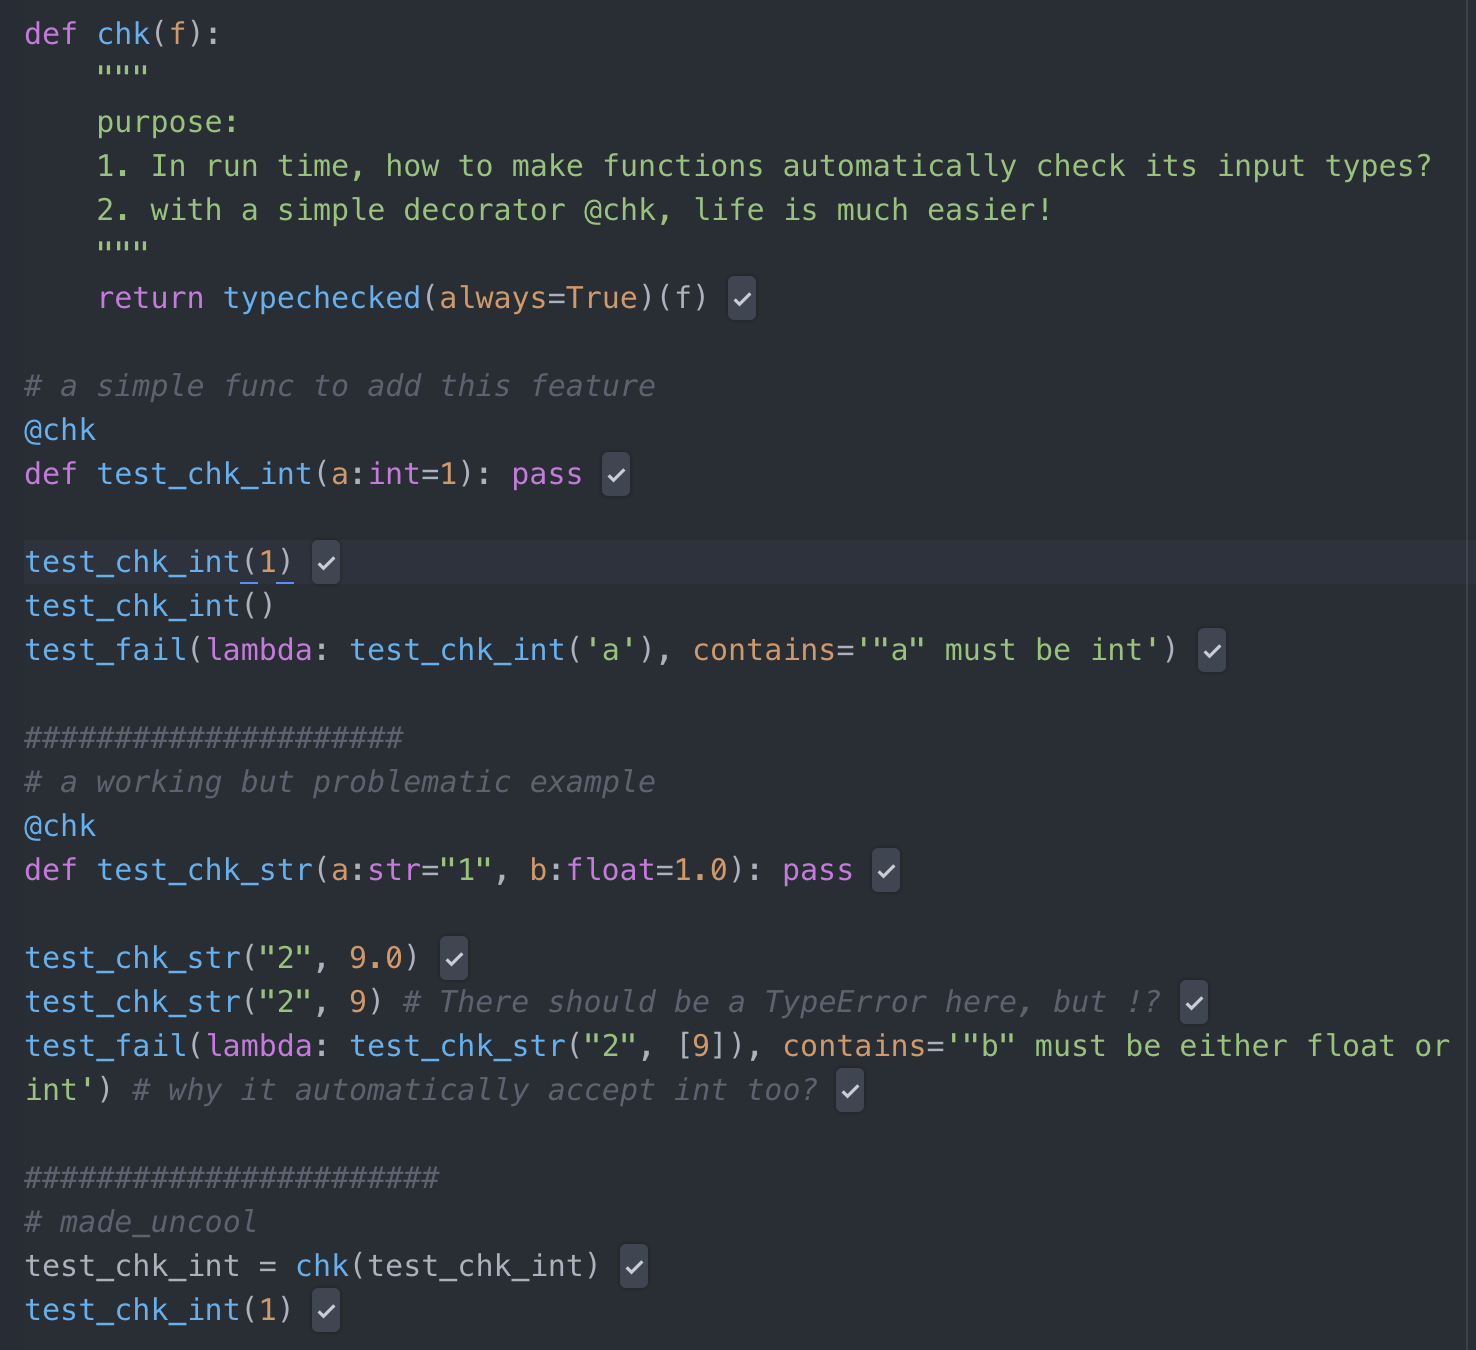 def chk(f):
    """
    purpose:
    1. In run time, how to make functions automatically check its input types?
    2. with a simple decorator @chk, life is much easier!
    """
    return typechecked(always=True)(f) ✓

# a simple func to add this feature
@chk
def test_chk_int(a:int=1): pass ✓

test_chk_int(1) ✓
test_chk_int()
test_fail(lambda: test_chk_int('a'), contains='"a" must be int') ✓

#####################
# a working but problematic example
@chk
def test_chk_str(a:str="1", b:float=1.0): pass ✓

test_chk_str("2", 9.0) ✓
test_chk_str("2", 9) # There should be a TypeError here, but !? ✓
test_fail(lambda: test_chk_str("2", [9]), contains='"b" must be either float or
int') # why it automatically accept int too? ✓

#######################
# made_uncool
test_chk_int = chk(test_chk_int) ✓
test_chk_int(1) ✓